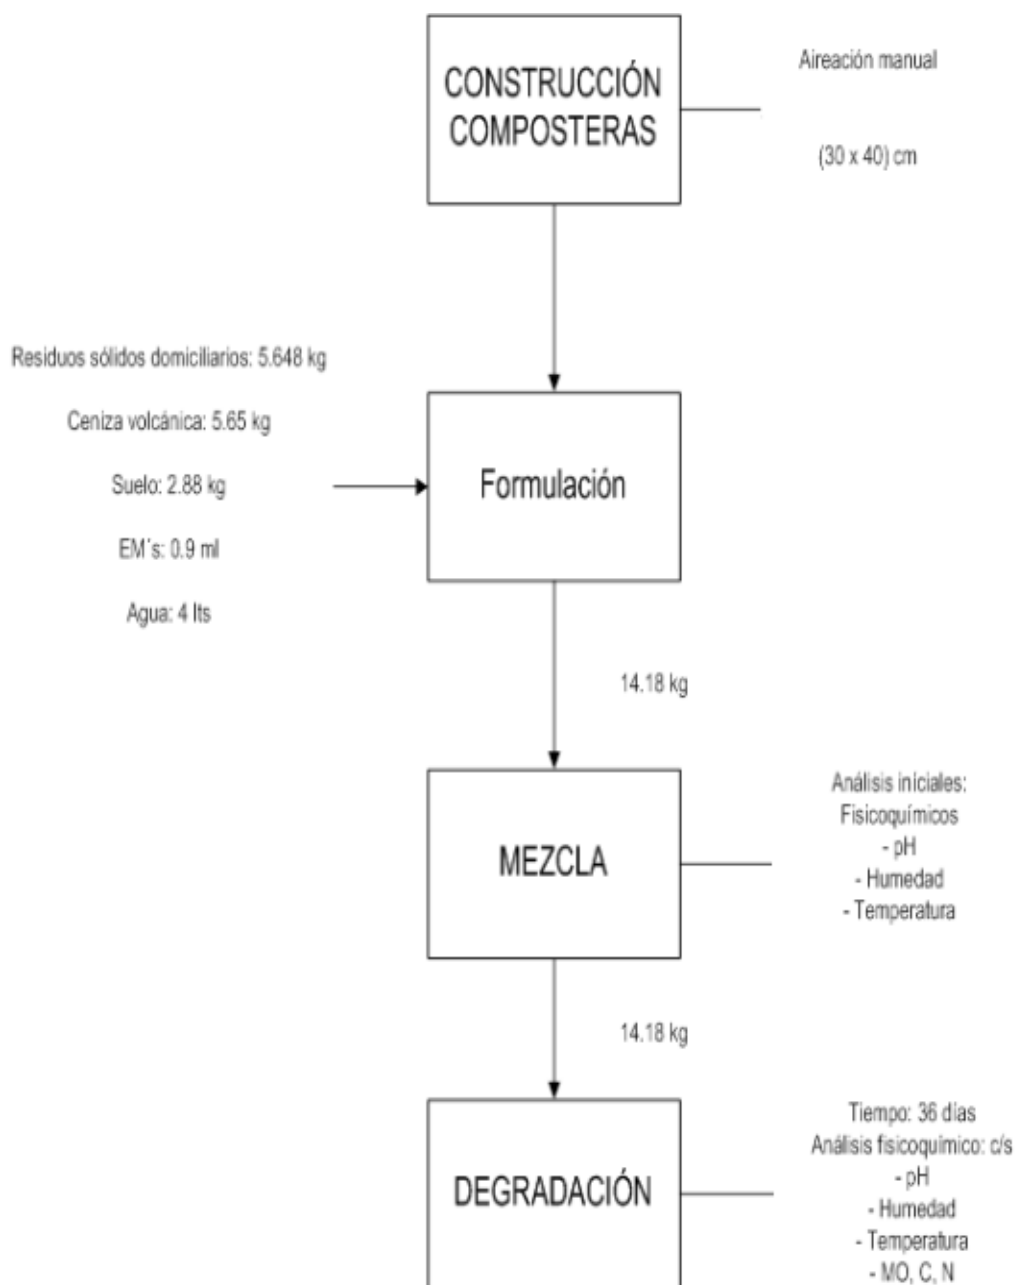 CONSTRUCCIÓN
COMPOSTERAS
Aireación manual
(30 x 40) cm
Residuos sólidos domiciliarios: 5.648 kg
Ceniza volcánica: 5.65 kg
Suelo: 2.88 kg
EM´s: 0.9 ml
Agua: 4 lts
Formulación
14.18 kg
MEZCLA
Análisis iniciales:
Fisicoquímicos
- pH
- Humedad
- Temperatura
14.18 kg
DEGRADACIÓN
Tiempo: 36 días
Análisis fisicoquímico: c/s
- pH
- Humedad
- Temperatura
- MO, C, N